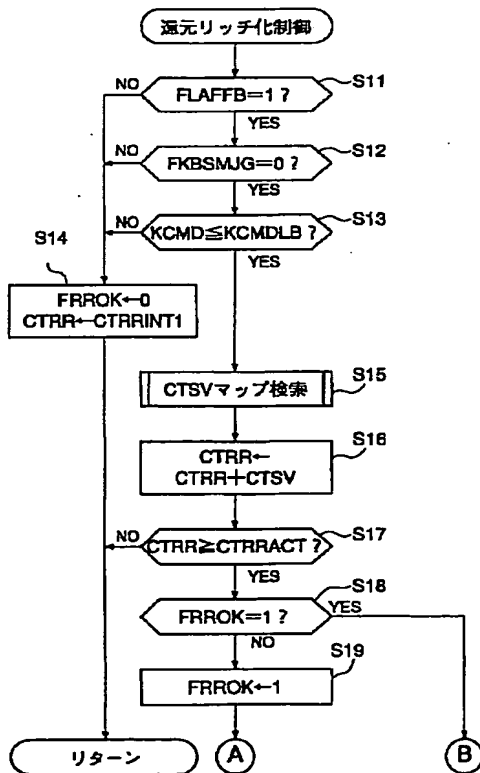 還元リッチ化制御
S11
FLAFFB=1 ?
NO
YES
S12
FKBSMJG=0 ?
NO
YES
S13
KCMD≦KCMDLB ?
NO
YES
S14
FRROK←0
CTRR←CTRRINT1
S15
CTSVマップ検索
S16
CTRR←
CTRR+CTSV
S17
CTRR≧CTRRACT ?
NO
YES
S18
FRROK=1 ?
YES
NO
S19
FRROK←1
リターン
A
B